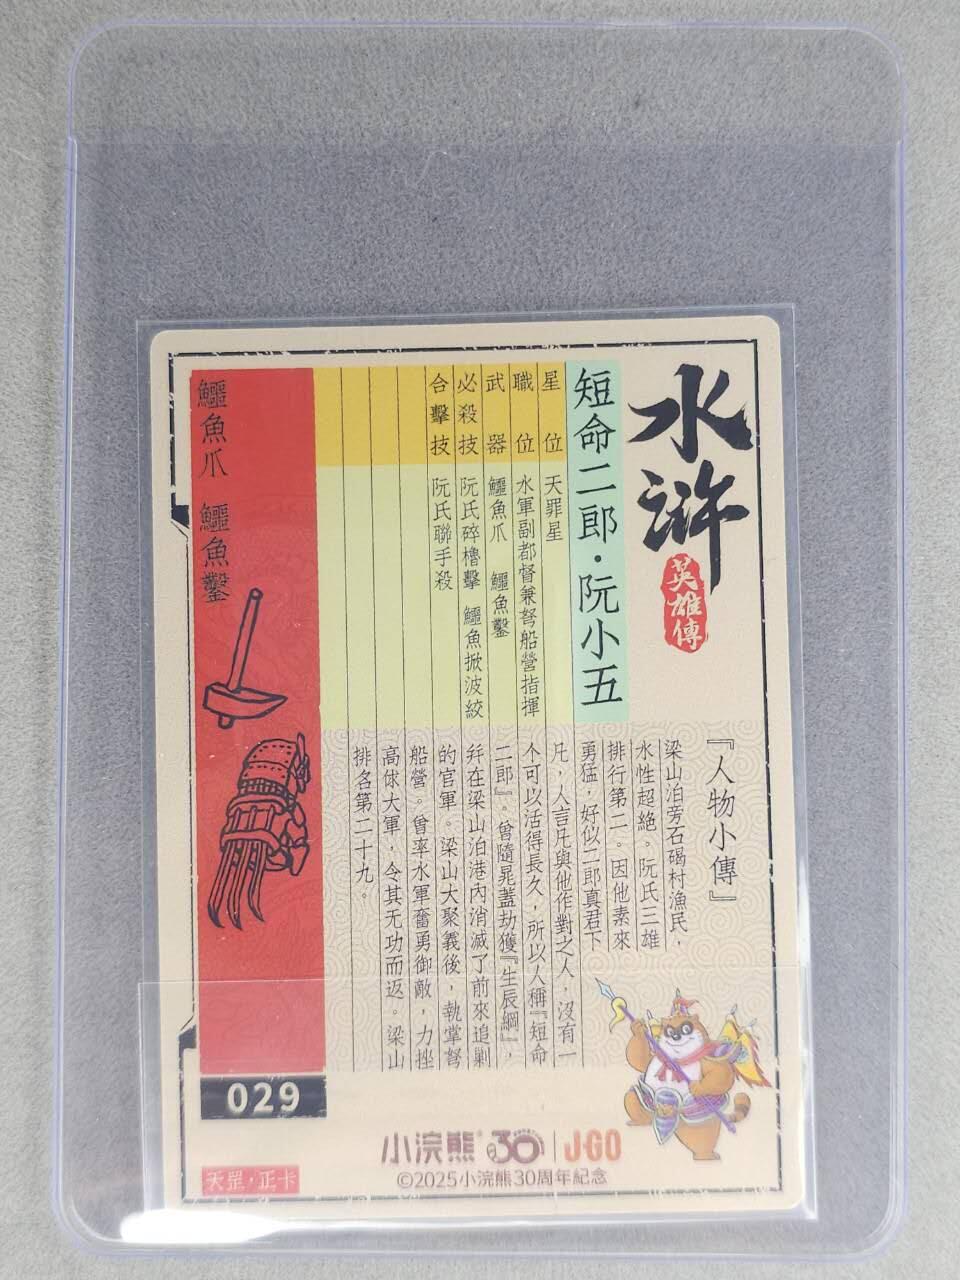 水滸
英雄傳
短命二郎·阮小五
星位 天罪星
職位 水軍副都督兼弩船營指揮
武器 鱷魚爪 鱷魚鑿
必殺技 阮氏碎櫓擊 鱷魚掀波絞
合擊技 阮氏聯手殺
鱷魚爪 鱷魚鑿
『人物小傳』
梁山泊旁石碣村漁民，
水性超絕。阮氏三雄
排行第二。因他素來
勇猛，好似二郎真君下
凡，人言凡與他作對之人，沒有一
个可以活得長久，所以人稱『短命
二郎』。曾隨晁蓋劫獲『生辰綱』，
幷在梁山泊港內消滅了前來追剿
的官軍。梁山大聚義後，執掌弩
船營。曾率水軍奮勇御敵，力挫
高俅大軍，令其无功而返。梁山
排名第二十九。
029
天罡·正卡
小浣熊® 30 JGO
©2025小浣熊30周年紀念